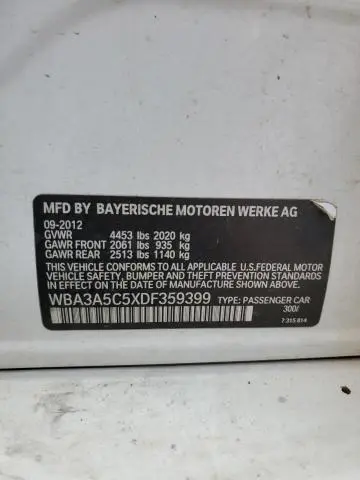 MFD BY BAYERISCHE MOTOREN WERKE AG
09-2012
GVWR 4453 lbs 2020 kg
GAWR FRONT 2061 lbs 935 kg
GAWR REAR 2513 lbs 1140 kg
THIS VEHICLE CONFORMS TO ALL APPLICABLE U.S.FEDERAL MOTOR
VEHICLE SAFETY, BUMPER, AND THEFT PREVENTION STANDARDS IN
EFFECT ON THE DATE OF MANUFACTURE SHOWN ABOVE.
WBA3A5C5XDF359399 TYPE: PASSENGER CAR
300/
7 315 814